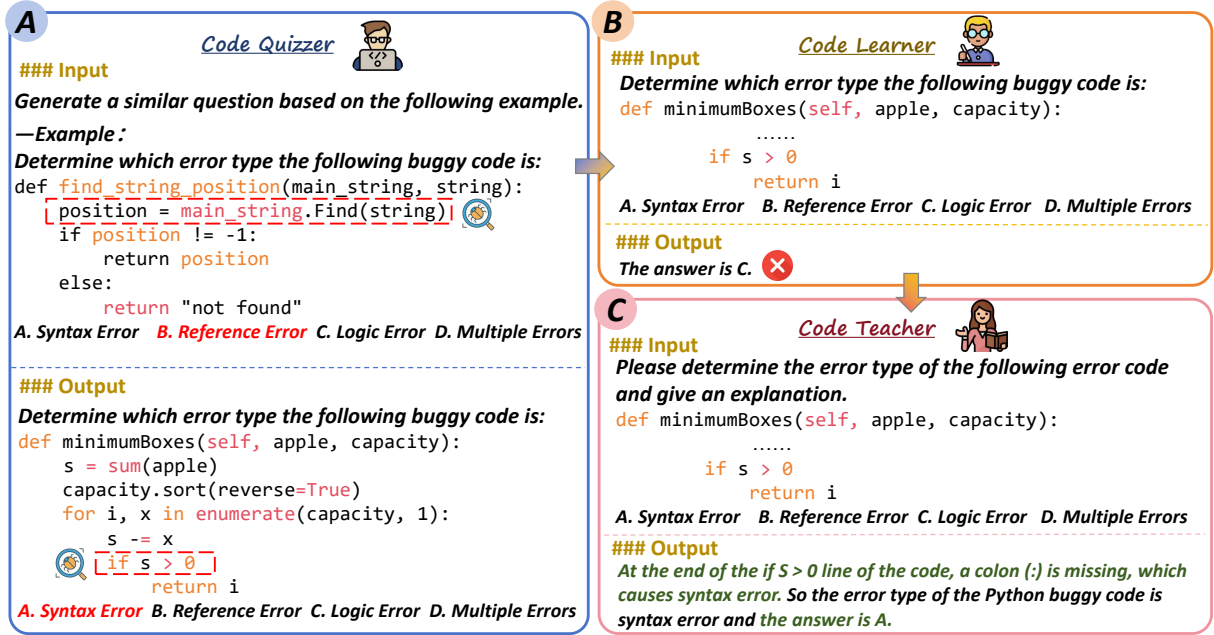 A
Code Quizzer
### Input
Generate a similar question based on the following example.
—Example：
Determine which error type the following buggy code is:
def find_string_position(main_string, string):
position = main_string.Find(string)
if position != -1:
return position
else:
return "not found"
A. Syntax Error B. Reference Error C. Logic Error D. Multiple Errors
### Output
Determine which error type the following buggy code is:
def minimumBoxes(self, apple, capacity):
s = sum(apple)
capacity.sort(reverse=True)
for i, x in enumerate(capacity, 1):
s -= x
if s > 0
return i
A. Syntax Error B. Reference Error C. Logic Error D. Multiple Errors
B
Code Learner
### Input
Determine which error type the following buggy code is:
def minimumBoxes(self, apple, capacity):
......
if s > 0
return i
A. Syntax Error B. Reference Error C. Logic Error D. Multiple Errors
### Output
The answer is C.
C
Code Teacher
### Input
Please determine the error type of the following error code
and give an explanation.
def minimumBoxes(self, apple, capacity):
......
if s > 0
return i
A. Syntax Error B. Reference Error C. Logic Error D. Multiple Errors
### Output
At the end of the if S > 0 line of the code, a colon (:) is missing, which
causes syntax error. So the error type of the Python buggy code is
syntax error and the answer is A.